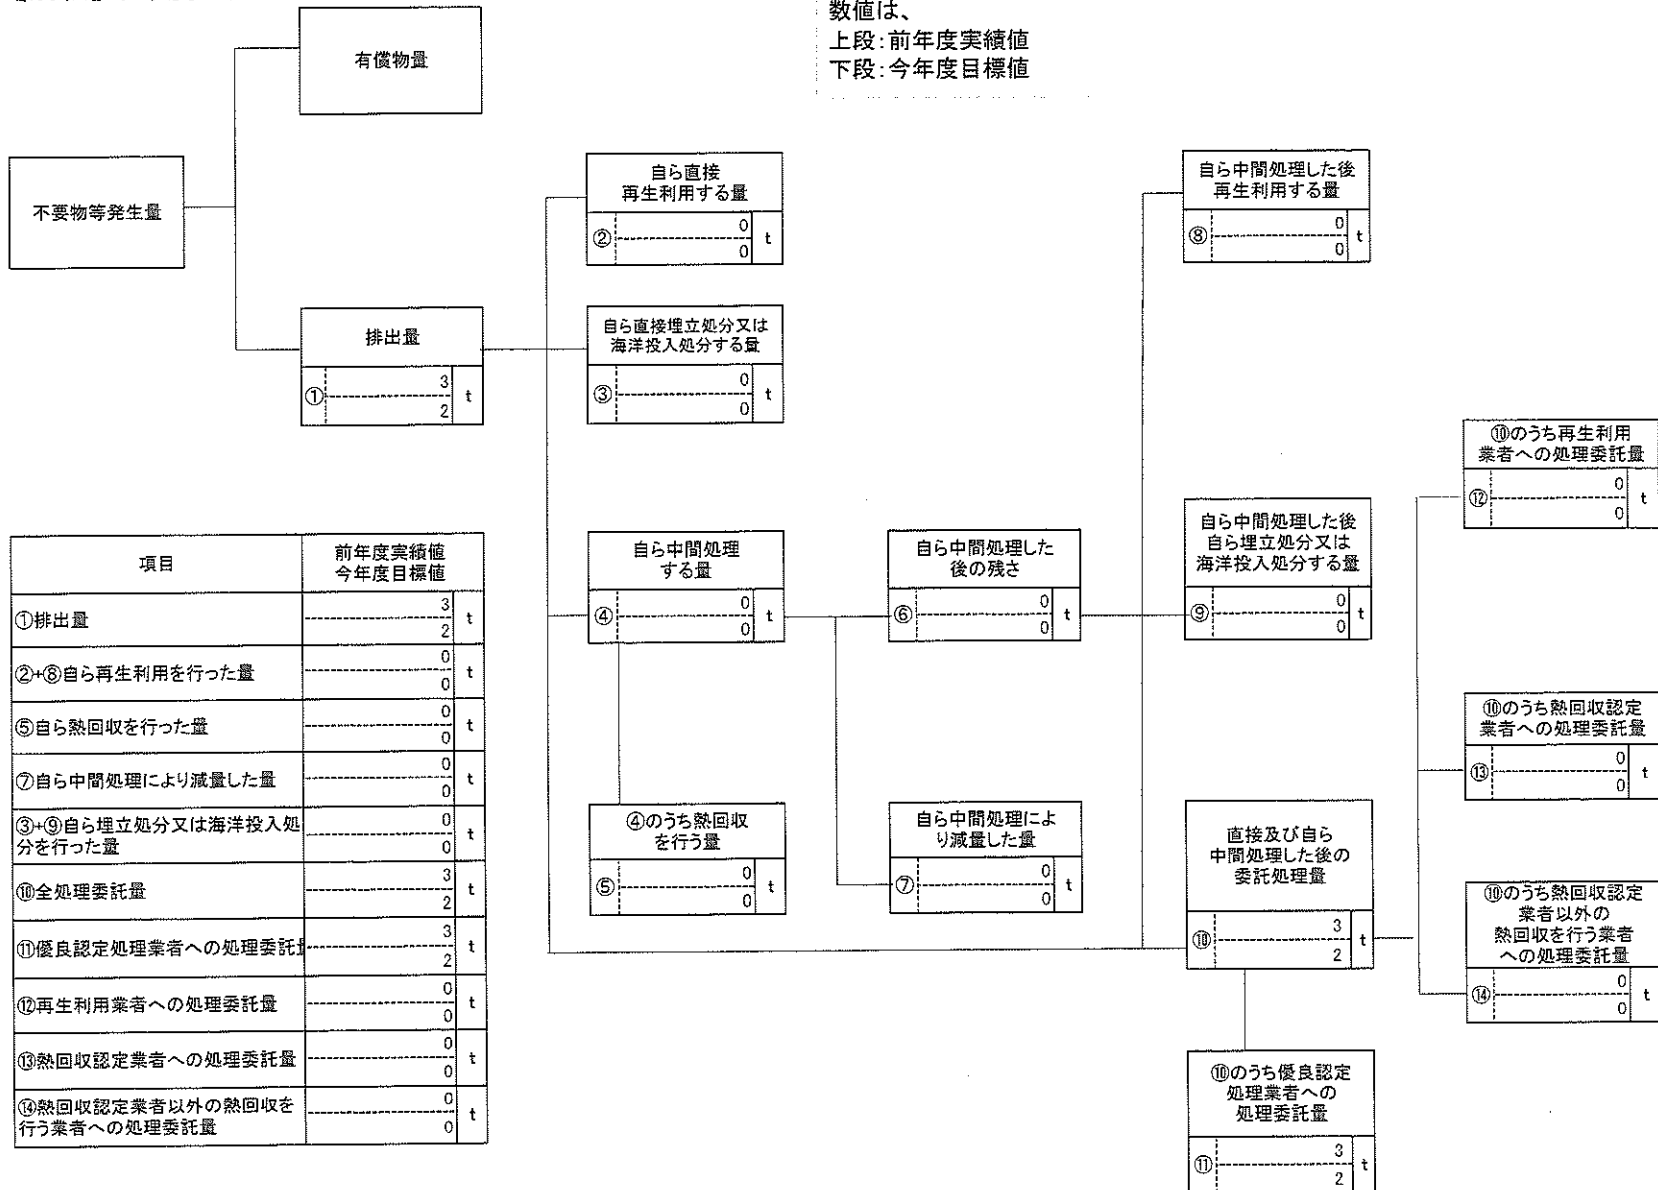 数値は、
上段:前年度実績値
下段:今年度目標値
有償物量
不要物等発生量
排出量
①
3
2
t
自ら直接
再生利用する量
②
0
0
t
自ら直接埋立処分又は
海洋投入処分する量
③
0
0
t
自ら中間処理
する量
④
0
0
t
④のうち熱回収
を行う量
⑤
0
0
t
自ら中間処理した
後の残さ
⑥
0
0
t
自ら中間処理によ
り減量した量
⑦
0
0
t
自ら中間処理した後
再生利用する量
⑧
0
0
t
自ら中間処理した後
自ら埋立処分又は
海洋投入処分する量
⑨
0
0
t
直接及び自ら
中間処理した後の
委託処理量
⑩
3
2
t
⑩のうち優良認定
処理業者への
処理委託量
⑪
3
2
t
⑩のうち再生利用
業者への処理委託量
⑫
0
0
t
⑩のうち熱回収認定
業者への処理委託量
⑬
0
0
t
⑩のうち熱回収認定
業者以外の
熱回収を行う業者
への処理委託量
⑭
0
0
t
項目
前年度実績値
今年度目標値
①排出量
3
2
t
②+⑧自ら再生利用を行った量
0
0
t
⑤自ら熱回収を行った量
0
0
t
⑦自ら中間処理により減量した量
0
0
t
③+⑨自ら埋立処分又は海洋投入処
分を行った量
0
0
t
⑩全処理委託量
3
2
t
⑪優良認定処理業者への処理委託
3
2
t
⑫再生利用業者への処理委託量
0
0
t
⑬熱回収認定業者への処理委託量
0
0
t
⑭熱回収認定業者以外の熱回収を
行う業者への処理委託量
0
0
t